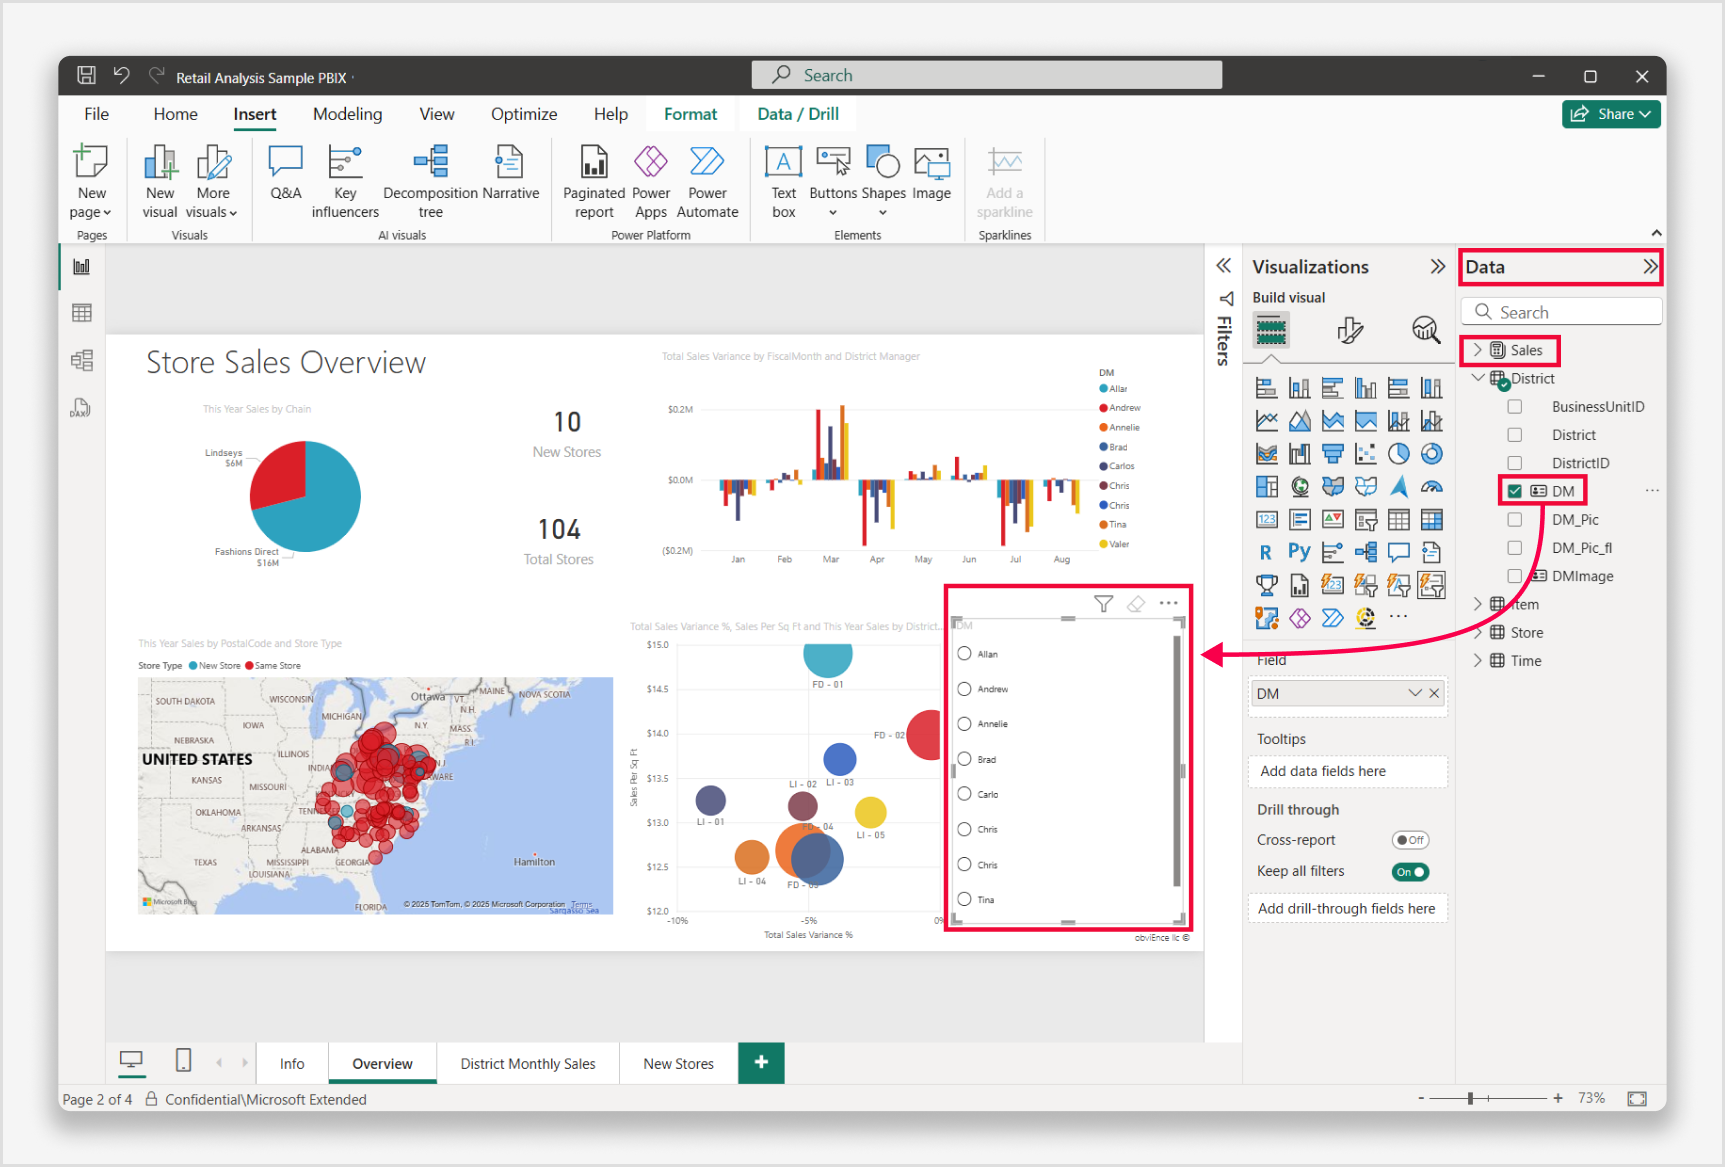 Retail Analysis Sample PBIX
Search
File Home Insert Modeling View Optimize Help Format Data / Drill
Share
New page
New visual
More visuals
Q&A
Key influencers
Decomposition tree
Narrative
Paginated report
Power Apps
Power Automate
Text box
Buttons
Shapes
Image
Add a sparkline
Pages
Visuals
AI visuals
Power Platform
Elements
Sparklines
DAX
Store Sales Overview
This Year Sales by Chain
Lindseys
$6M
Fashions Direct
$16M
10
New Stores
104
Total Stores
Total Sales Variance by FiscalMonth and District Manager
$0.2M
$0.0M
($0.2M)
Jan Feb Mar Apr May Jun Jul Aug
DM
Allar
Andrew
Annelie
Brad
Carlos
Chris
Chris
Tina
Valer
This Year Sales by PostalCode and Store Type
Store Type New Store Same Store
SOUTH DAKOTA
WISCONSIN
MICHIGAN
Ottawa
VT.
MAINE
NOVA SCOTIA
N.H.
N.Y.
MASS.
R.I.
IOWA
NEBRASKA
UNITED STATES
ILLINOIS
KANSAS
MISSOURI
OKLAHOMA
ARKANSAS
ALABAMA
TEXAS
MISSISSIPPI
GEORGIA
LOUISIANA
Hamilton
FLORIDA
Microsoft Bing
© 2025 TomTom, © 2025 Microsoft Corporation Terms
Sargasso Sea
Total Sales Variance %, Sales Per Sq Ft and This Year Sales by District...
Sales Per Sq Ft
$15.0
$14.5
$14.0
$13.5
$13.0
$12.5
$12.0
FD - 01
FD - 02
LI - 03
LI - 02
LI - 01
FD - 04
LI - 05
LI - 04
-10%
-5%
Total Sales Variance %
DM
Allan
Andrew
Annelie
Brad
Carlo
Chris
Chris
Tina
obviEnce llc ©
Filters
Visualizations
Build visual
123
R
Py
123
Field
DM
Tooltips
Add data fields here
Drill through
Cross-report
Off
Keep all filters
On
Add drill-through fields here
Data
Search
Sales
District
BusinessUnitID
District
DistrictID
DM
DM_Pic
DM_Pic_fl
DMImage
Item
Store
Time
Info
Overview
District Monthly Sales
New Stores
+
Page 2 of 4
Confidential\Microsoft Extended
- + 73%